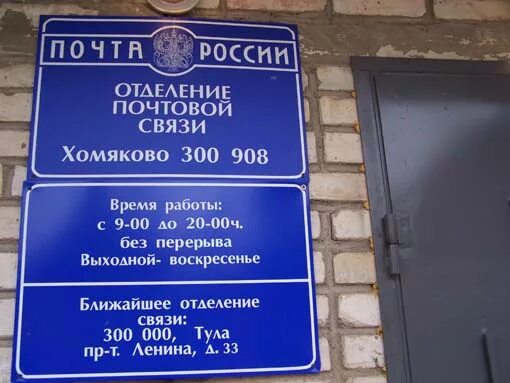 ПОЧТА РОССИИ
ОТДЕЛЕНИЕ
ПОЧТОВОЙ
СВЯЗИ
Хомяково 300 908
Время работы:
с 9-00 до 20-00ч.
без перерыва
Выходной- воскресенье
Ближайшее отделение
связи:
300 000, Тула
пр-т. Ленина, д. 33